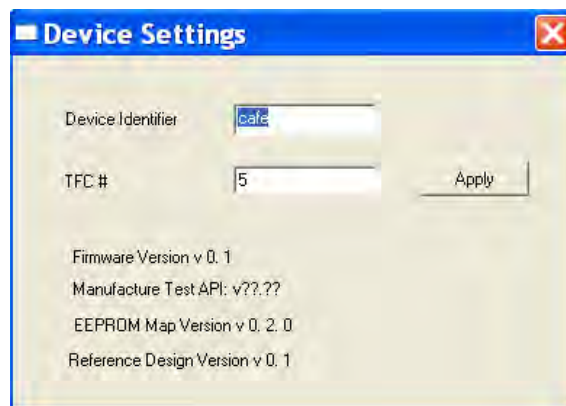 Device Settings
Device Identifier cafe
TFC # 5 Apply
Firmware Version v 0. 1
Manufacture Test API: v??.??
EEPROM Map Version v 0. 2. 0
Reference Design Version v 0. 1